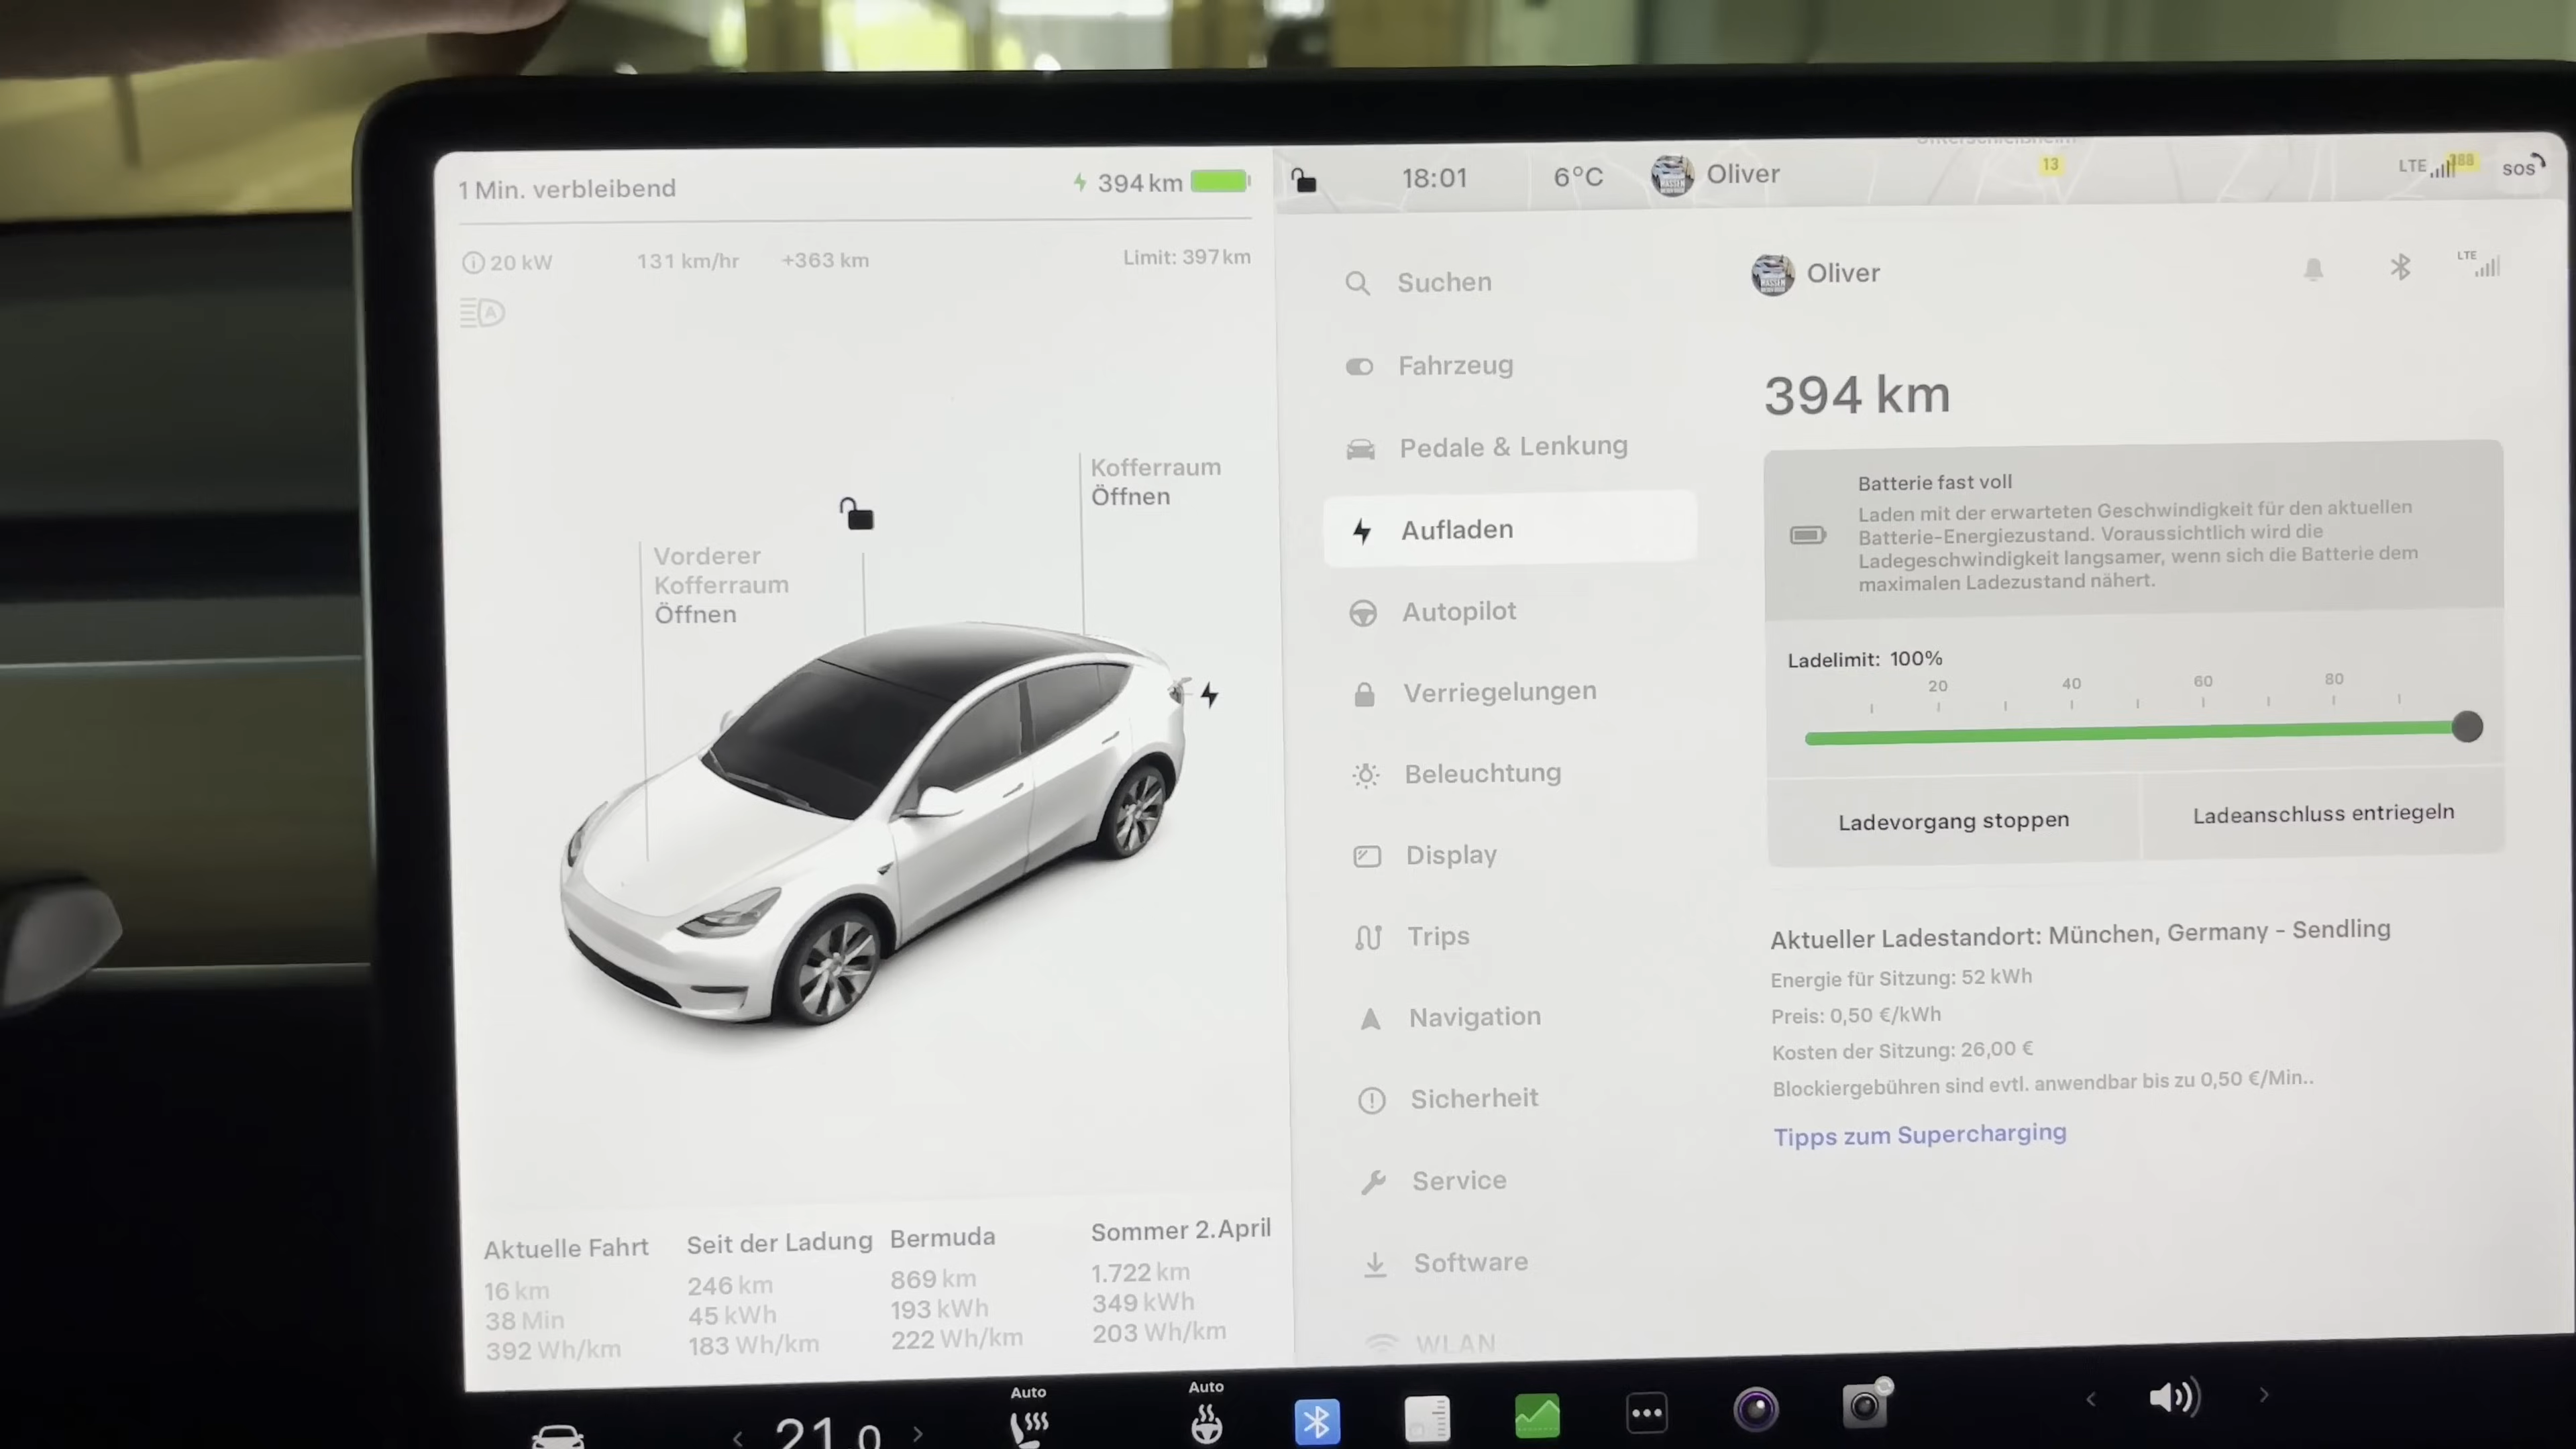 1 Min. verbleibend
394 km
20 kW 131 km/hr +363 km Limit: 397 km
A
Kofferraum
Öffnen
Vorderer
Kofferraum
Öffnen
Aktuelle Fahrt
16 km
38 Min
392 Wh/km
Seit der Ladung
246 km
45 kWh
183 Wh/km
Bermuda
869 km
193 kWh
222 Wh/km
Sommer 2.April
1.722 km
349 kWh
203 Wh/km
18:01 6°C Oliver 13 LTE 388 SOS
Suchen
Fahrzeug
Pedale & Lenkung
Aufladen
Autopilot
Verriegelungen
Beleuchtung
Display
Trips
Navigation
Sicherheit
Service
Software
WLAN
Oliver LTE
394 km
Batterie fast voll
Laden mit der erwarteten Geschwindigkeit für den aktuellen
Batterie-Energiezustand. Voraussichtlich wird die
Ladegeschwindigkeit langsamer, wenn sich die Batterie dem
maximalen Ladezustand nähert.
Ladelimit: 100%
20 40 60 80
Ladevorgang stoppen Ladeanschluss entriegeln
Aktueller Ladestandort: München, Germany - Sendling
Energie für Sitzung: 52 kWh
Preis: 0,50 €/kWh
Kosten der Sitzung: 26,00 €
Blockiergebühren sind evtl. anwendbar bis zu 0,50 €/Min..
Tipps zum Supercharging
Auto Auto
21.0